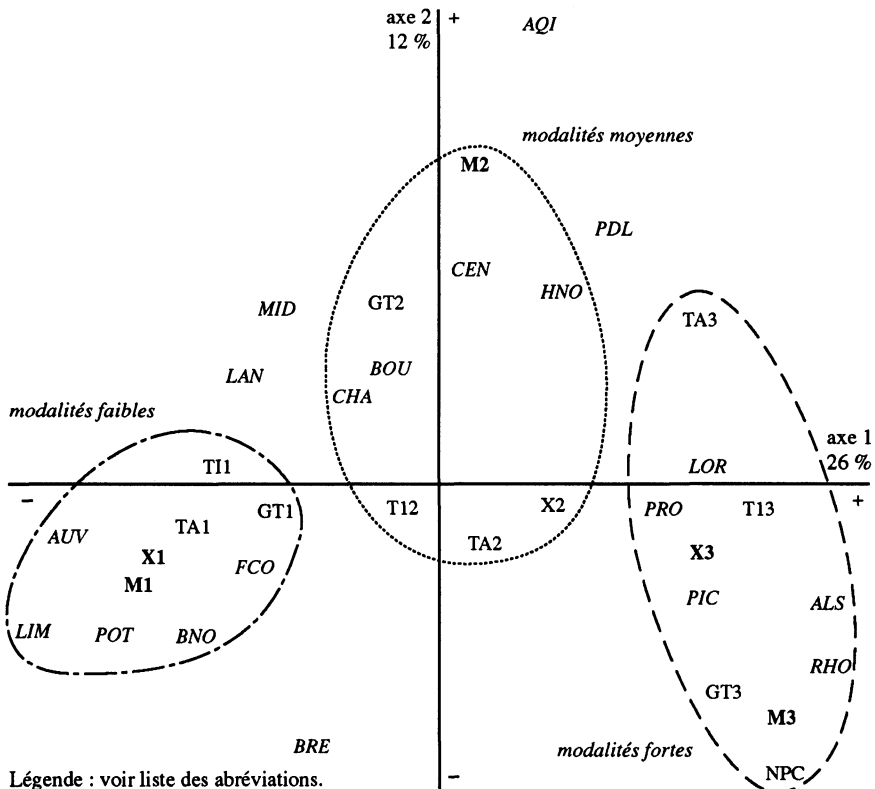 axe 2 + AQI
12 %
modalités moyennes
M2
PDL
CEN
HNO
GT2
MID
TA3
BOU
LAN
CHA
modalités faibles
axe 1
26 %
TI1
LOR
– +
GT1 T12 X2 PRO T13
TA1
AUV
TA2
X1 X3
FCO
M1
PIC ALS
LIM POT BNO
RHO
GT3
M3
BRE modalités fortes
NPC
Légende : voir liste des abréviations. –